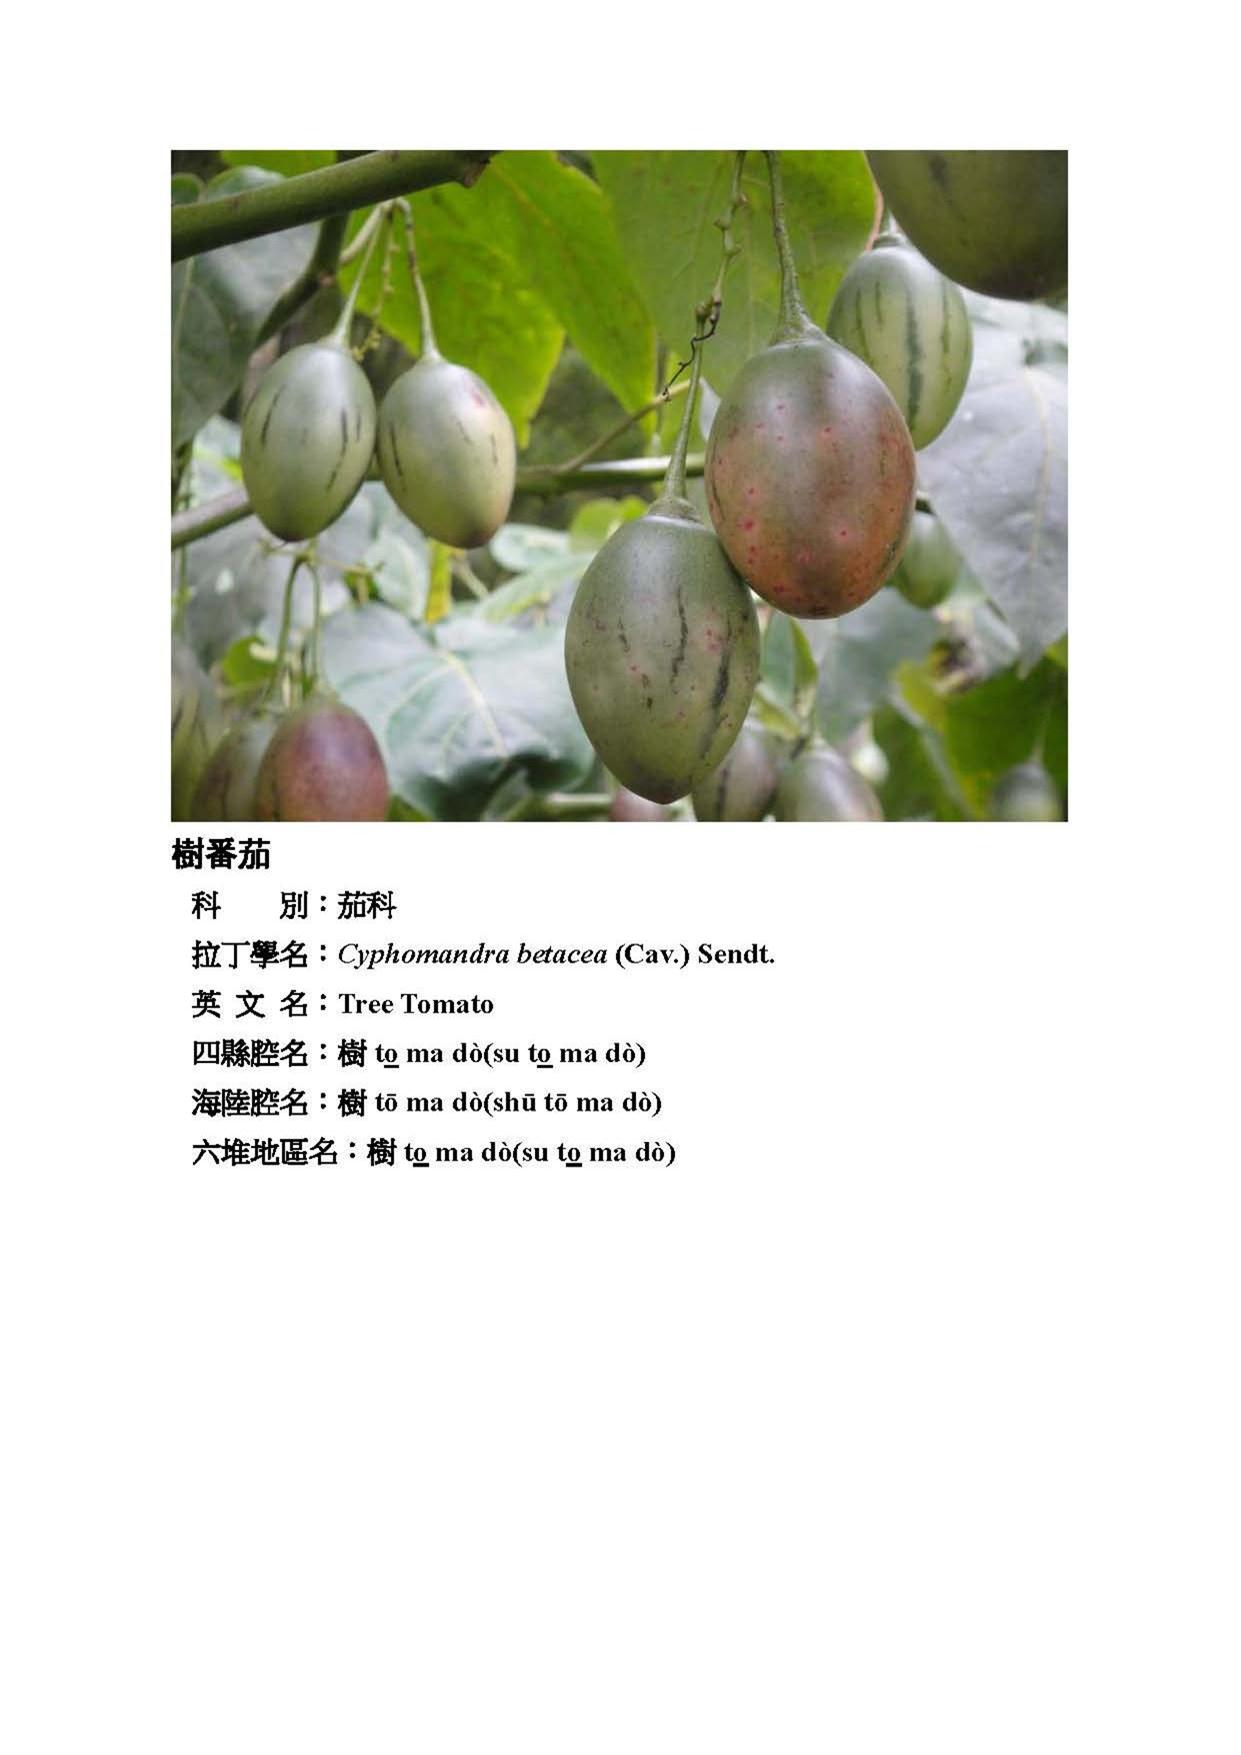 樹番茄
科　　別：茄科
拉丁學名：Cyphomandra betacea (Cav.) Sendt.
英 文 名：Tree Tomato
四縣腔名：樹 to̲ ma dò(su to̲ ma dò)
海陸腔名：樹 tō ma dò(shū tō ma dò)
六堆地區名：樹 to̲ ma dò(su to̲ ma dò)